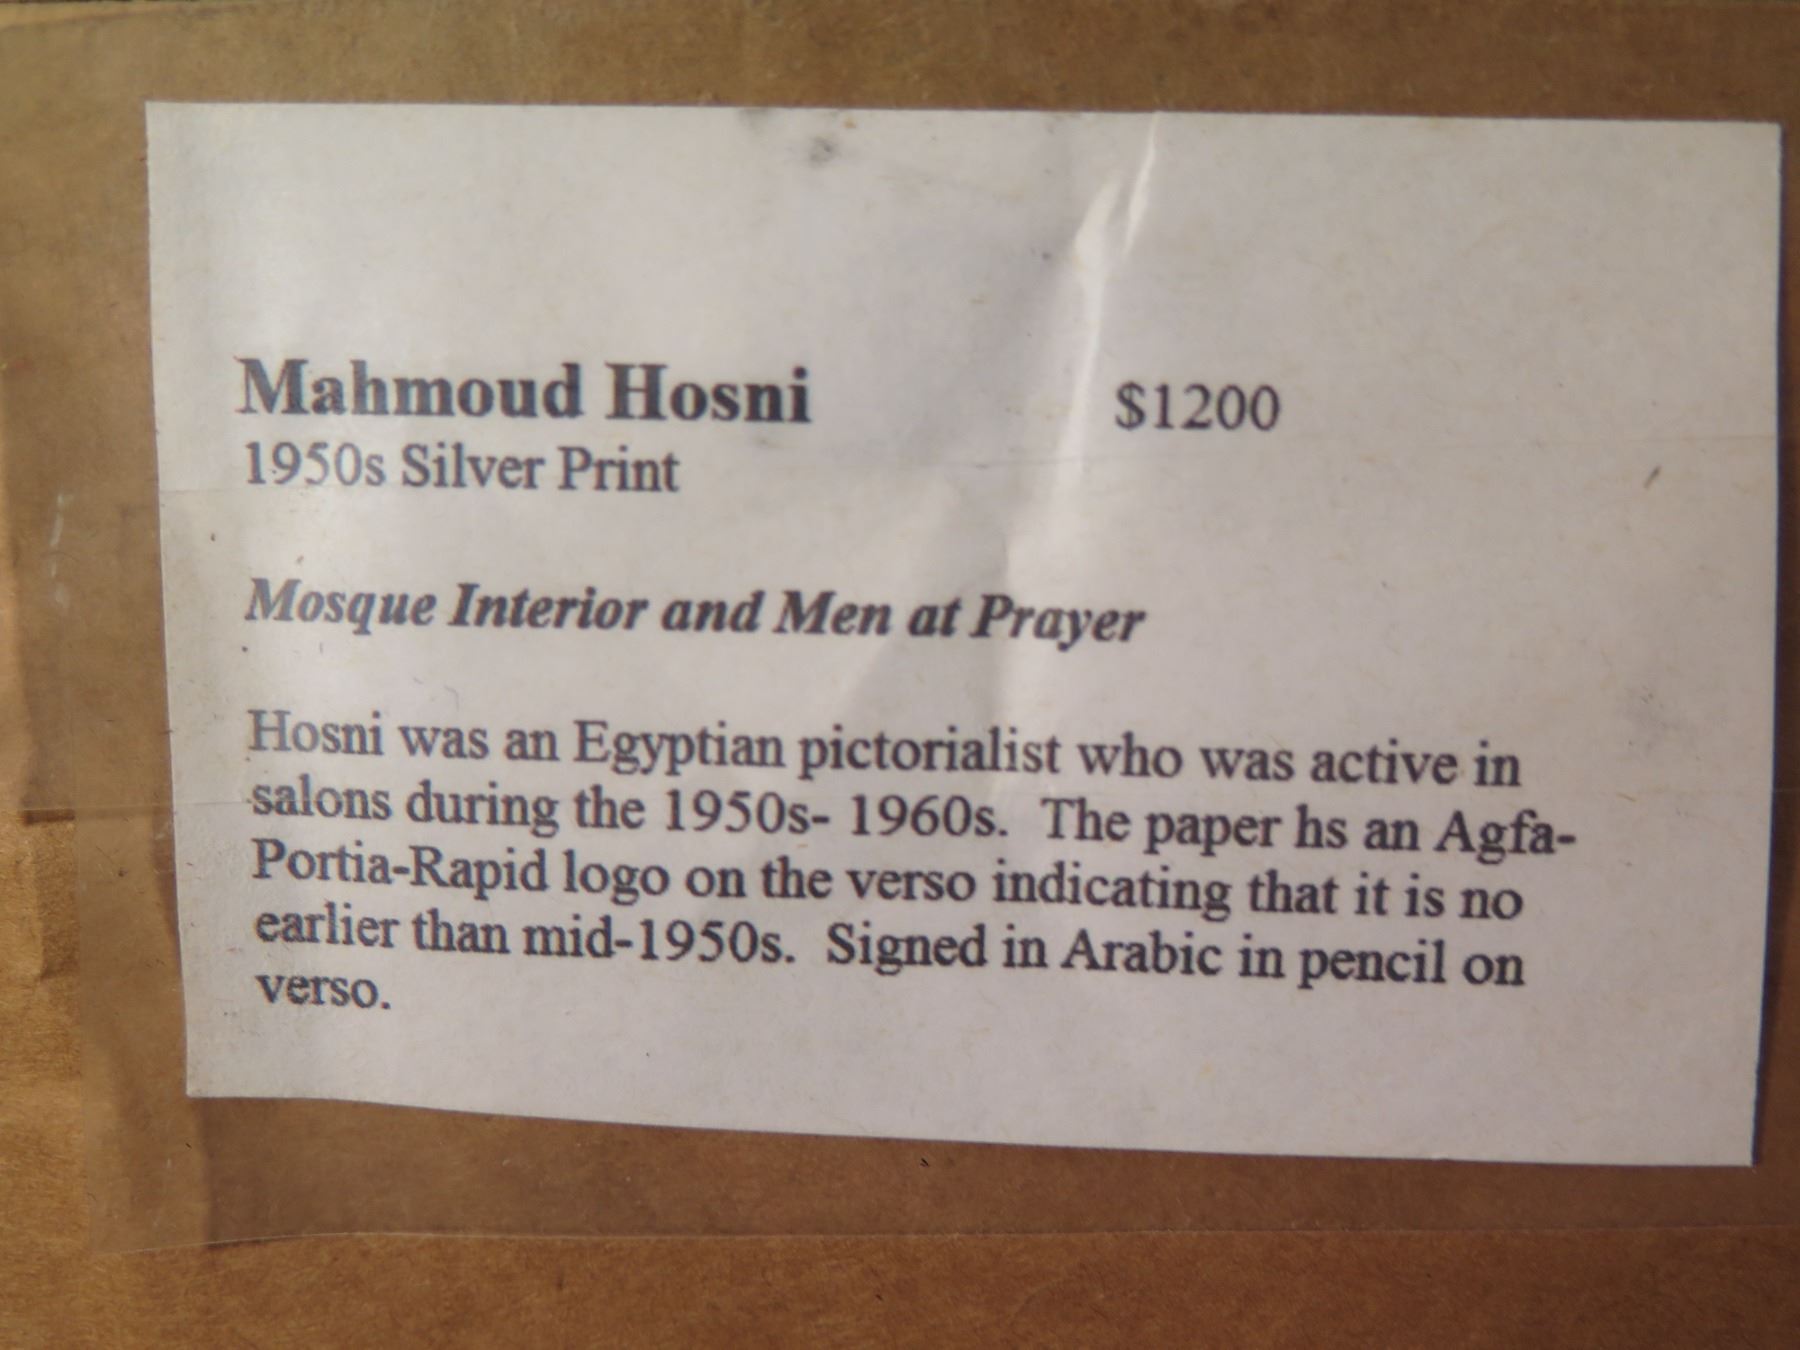 Mahmoud Hosni $1200
1950s Silver Print
Mosque Interior and Men at Prayer
Hosni was an Egyptian pictorialist who was active in
salons during the 1950s- 1960s. The paper hs an Agfa-
Portia-Rapid logo on the verso indicating that it is no
earlier than mid-1950s. Signed in Arabic in pencil on
verso.